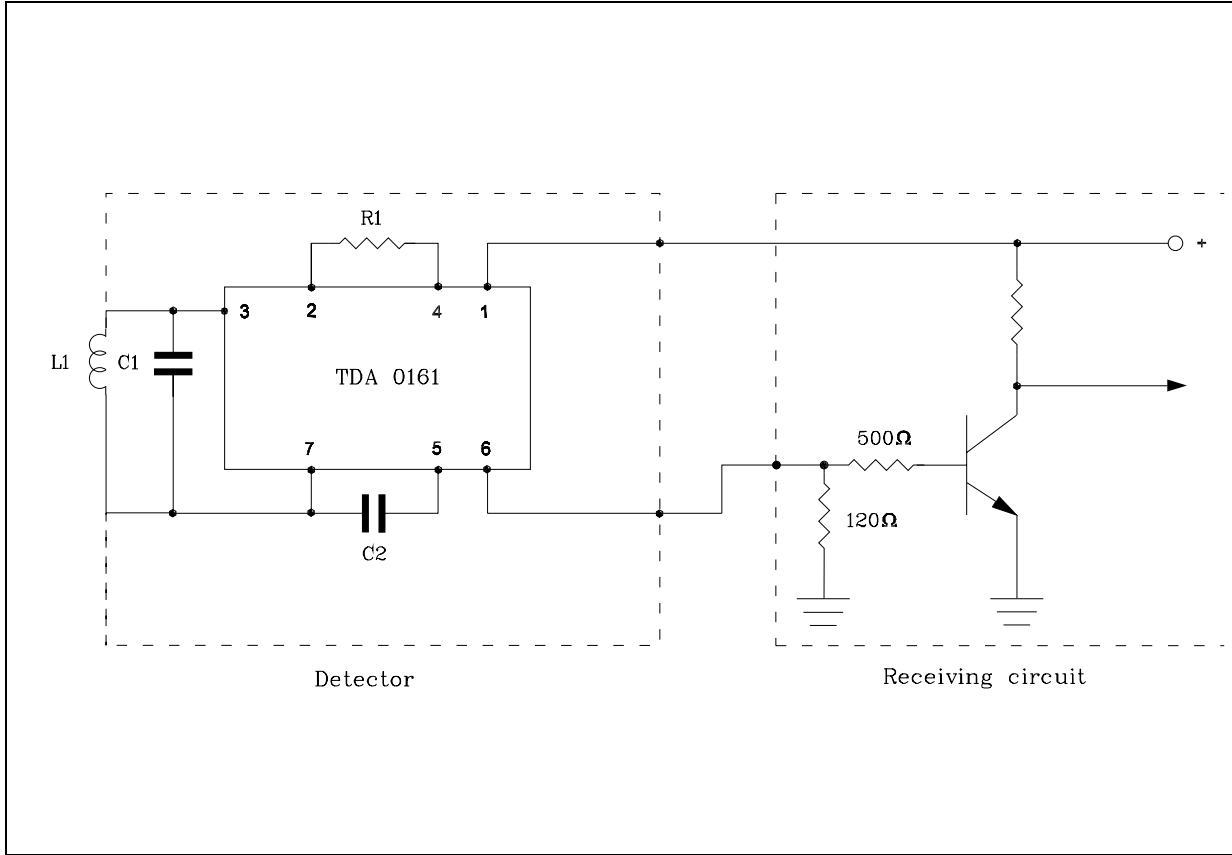 R1
+
3
2
4
1
L1
C1
TDA 0161
7
5
6
500Ω
120Ω
C2
Detector
Receiving circuit